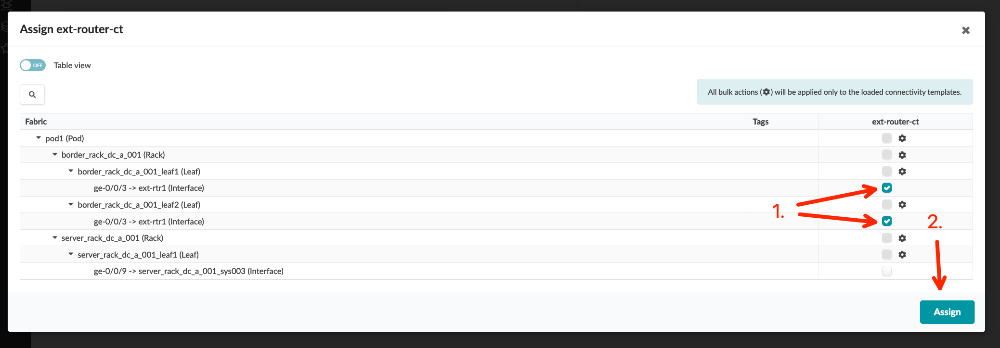 Assign ext-router-ct
OFF Table view
All bulk actions ( ) will be applied only to the loaded connectivity templates.
Fabric Tags ext-router-ct
pod1 (Pod)
border_rack_dc_a_001 (Rack)
border_rack_dc_a_001_leaf1 (Leaf)
ge-0/0/3 -> ext-rtr1 (Interface)
border_rack_dc_a_001_leaf2 (Leaf)
1.
ge-0/0/3 -> ext-rtr1 (Interface)
2.
server_rack_dc_a_001 (Rack)
server_rack_dc_a_001_leaf1 (Leaf)
ge-0/0/9 -> server_rack_dc_a_001_sys003 (Interface)
Assign